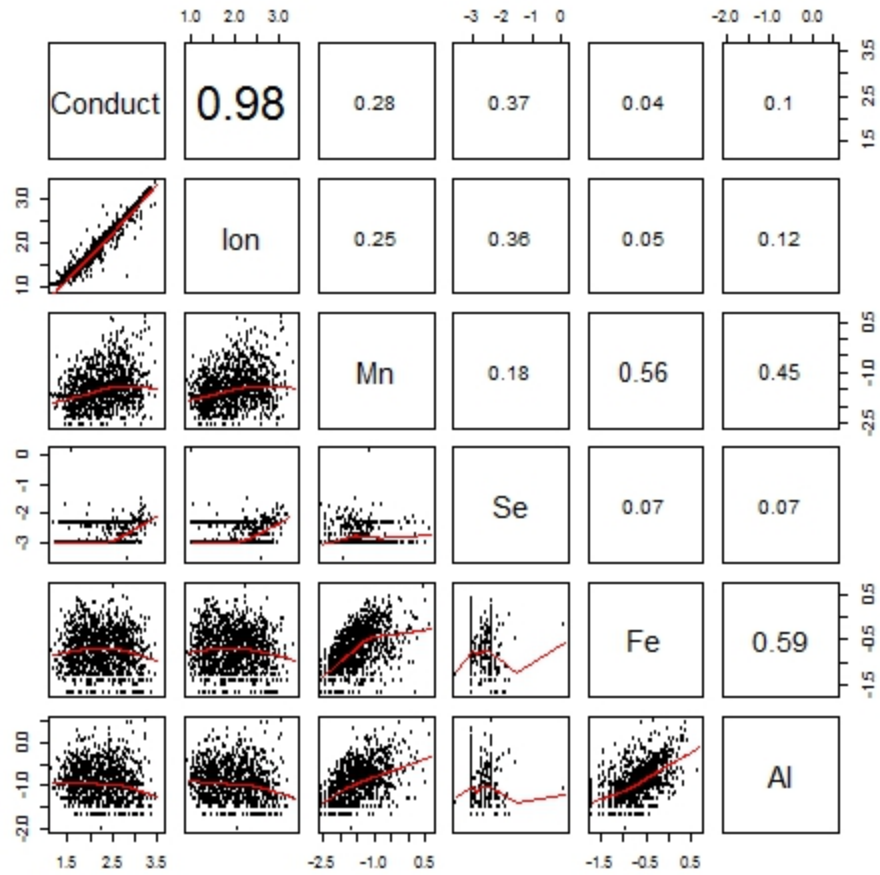 1.0 2.0 3.0 -3 -2 -1 0 -2.0 -1.0 0.0
Conduct 0.98 0.28 0.37 0.04 0.1 1.5 2.5 3.5
1.0 2.0 3.0 Ion 0.25 0.36 0.05 0.12
Mn 0.18 0.56 0.45 -2.5 -1.0 0.5
-3 -2 -1 0 Se 0.07 0.07
Fe 0.59 -1.5 -0.5 0.5
-2.0 -1.0 0.0 Al
1.5 2.5 3.5 -2.5 -1.0 0.5 -1.5 -0.5 0.5